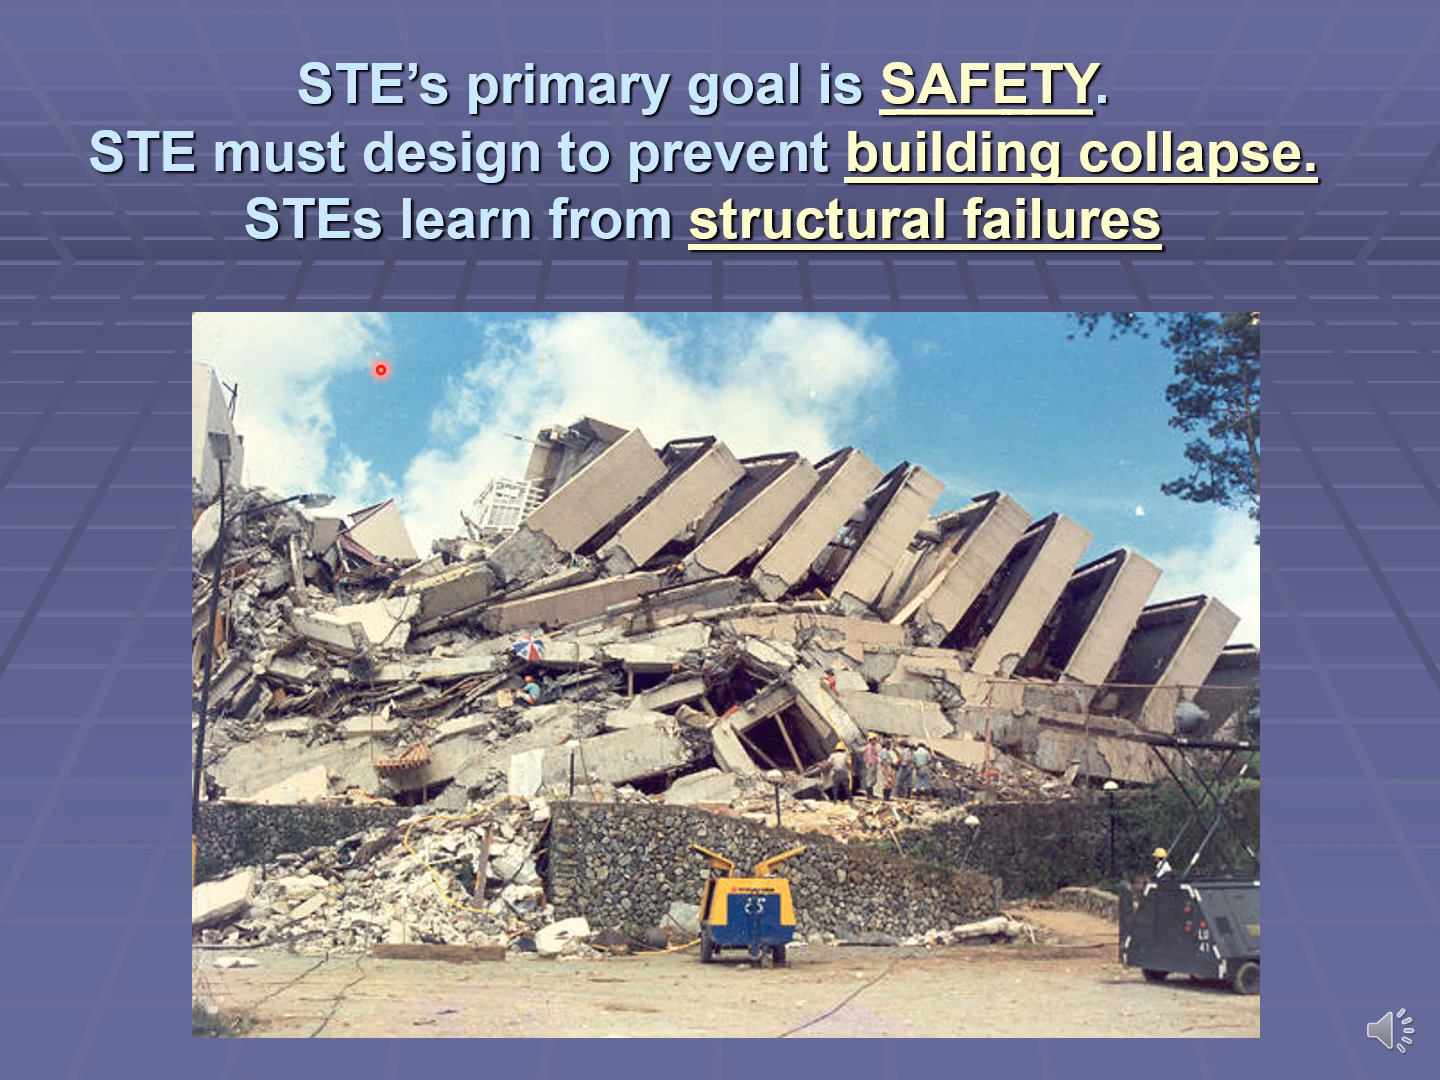 STE’s primary goal is SAFETY.
STE must design to prevent building collapse.
STEs learn from structural failures